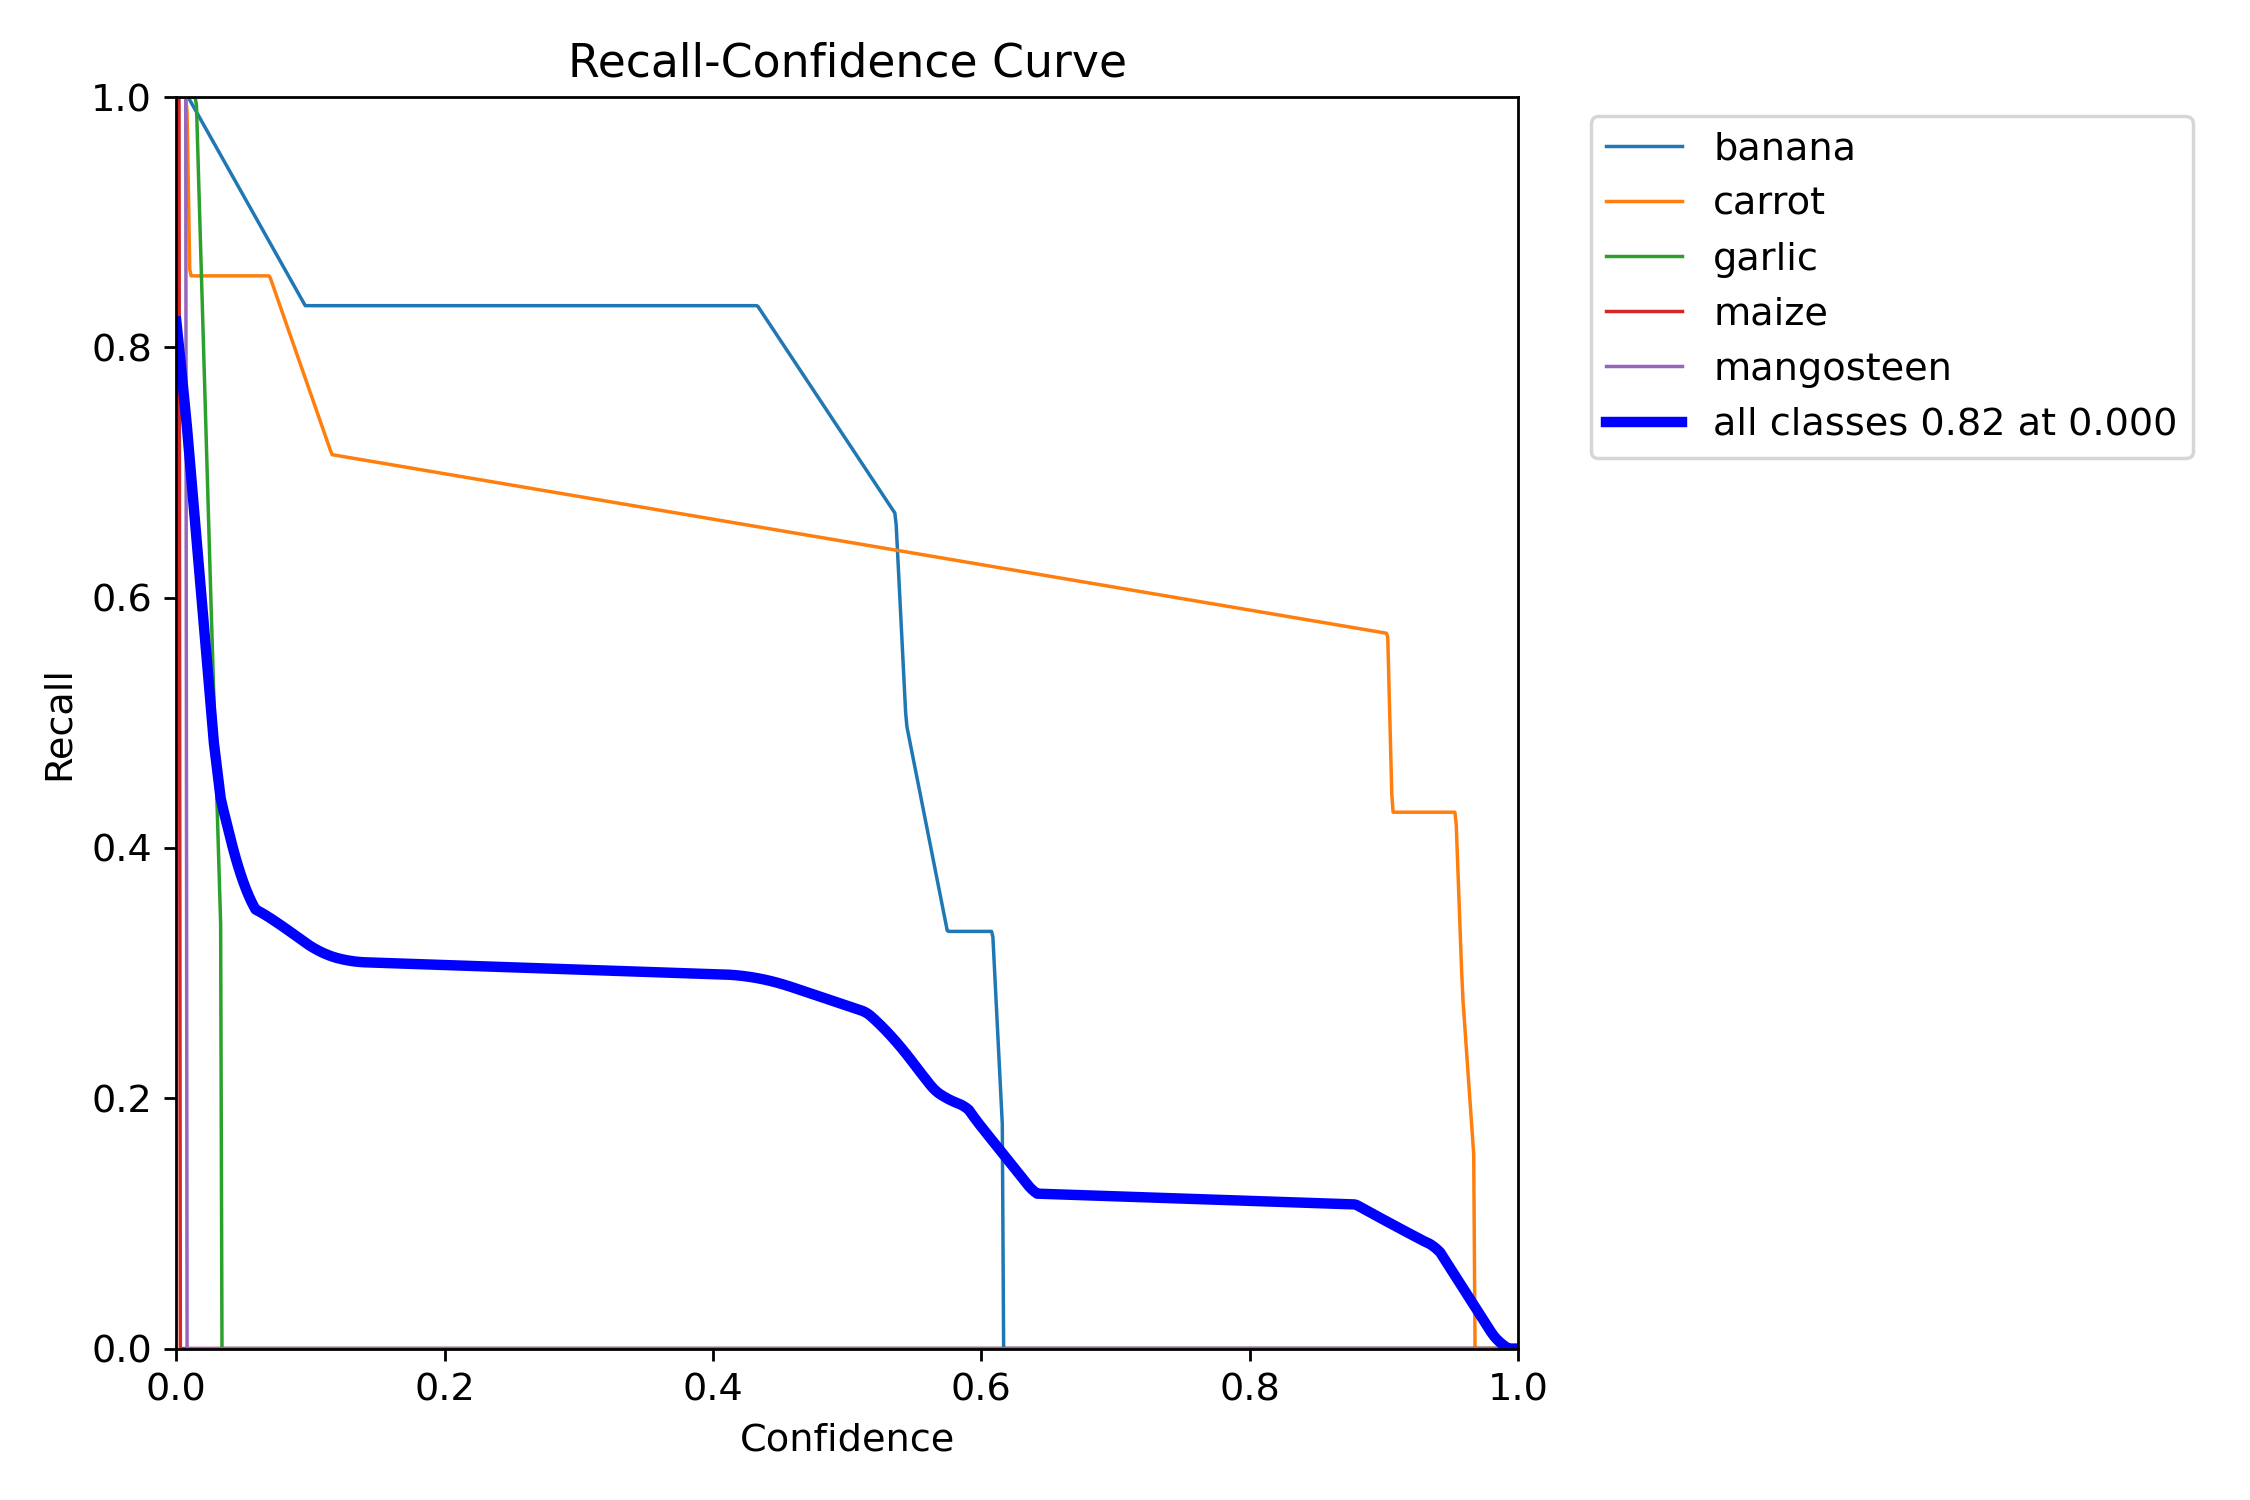 Recall-Confidence Curve
1.0
0.8
0.6
0.4
0.2
0.0
Recall
0.0 0.2 0.4 0.6 0.8 1.0
Confidence
banana
carrot
garlic
maize
mangosteen
all classes 0.82 at 0.000